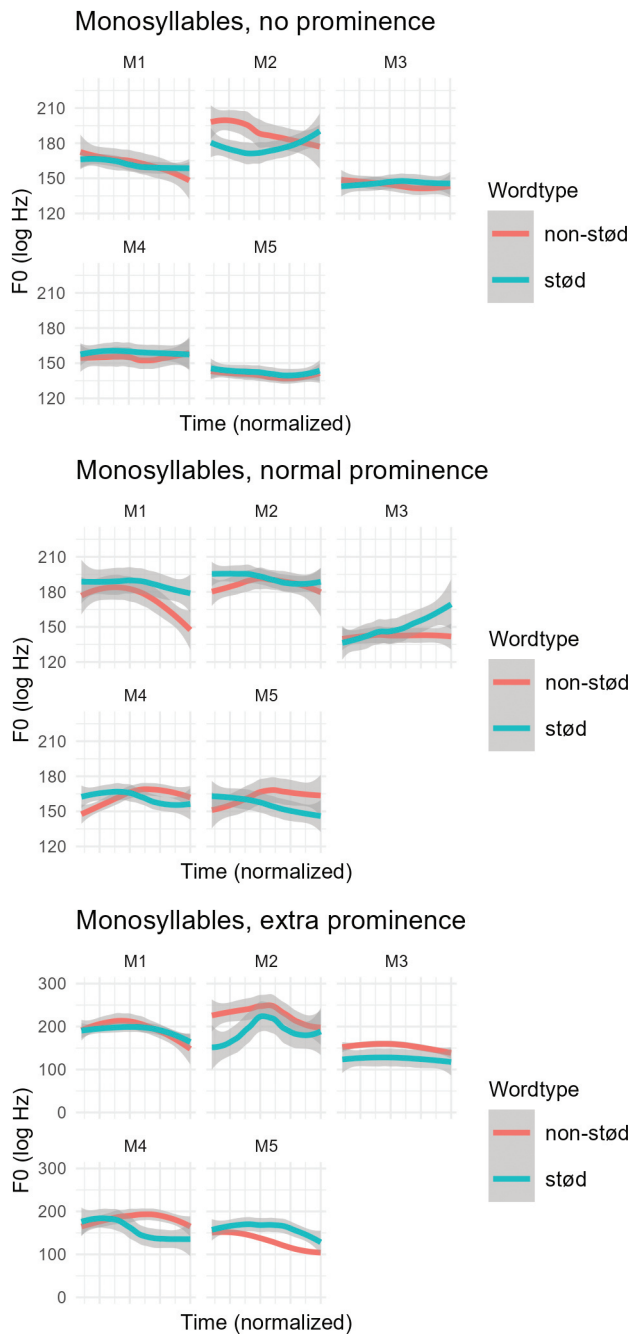 Monosyllables, no prominence
M1 M2 M3
210
180
150
120
M4 M5
210
180
150
120
F0 (log Hz)
Time (normalized)
Wordtype
non-stød
stød
Monosyllables, normal prominence
M1 M2 M3
210
180
150
120
M4 M5
210
180
150
120
F0 (log Hz)
Time (normalized)
Wordtype
non-stød
stød
Monosyllables, extra prominence
M1 M2 M3
300
200
100
0
M4 M5
300
200
100
0
F0 (log Hz)
Time (normalized)
Wordtype
non-stød
stød